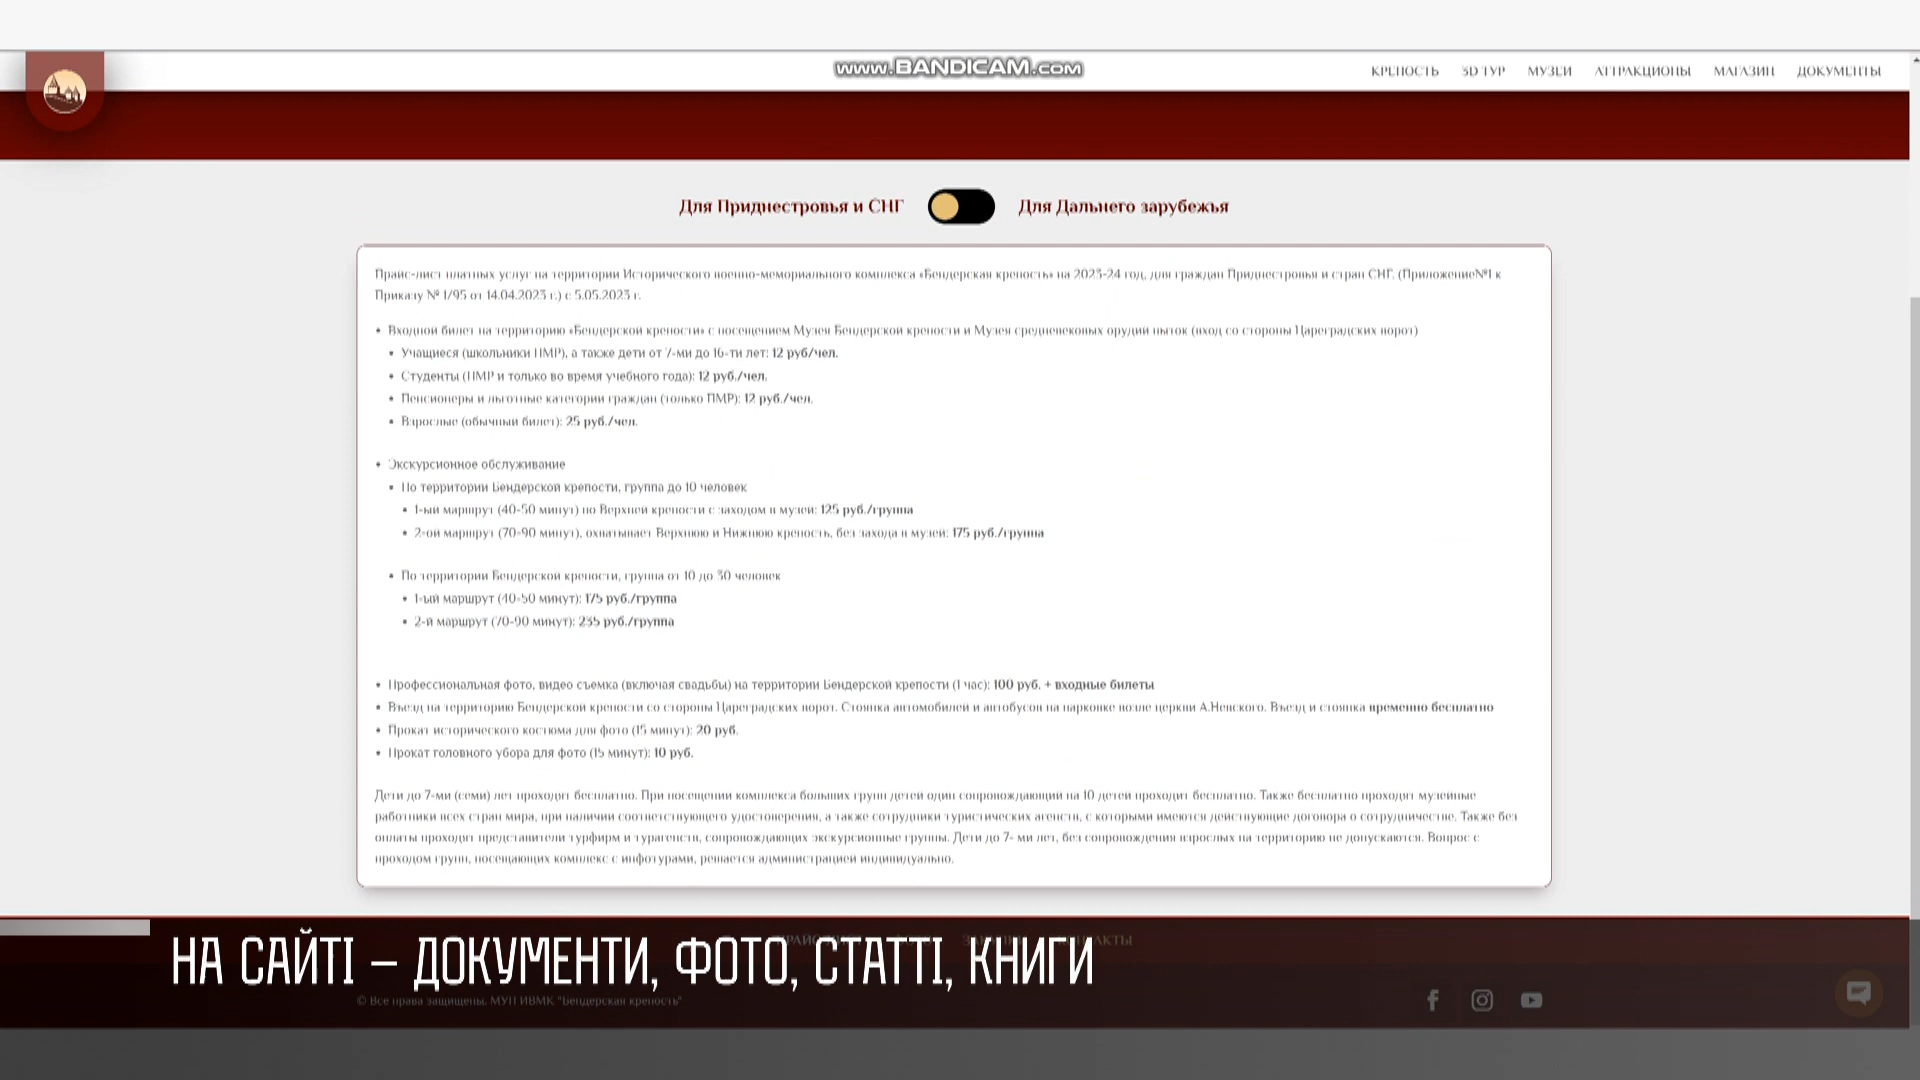 www.BANDICAM.com
КРЕПОСТЬ 3D ТУР МУЗЕИ АТТРАКЦИОНЫ МАГАЗИН ДОКУМЕНТЫ
Для Приднестровья и СНГ Для Дальнего зарубежья
Прайс-лист платных услуг на территории Исторического военно-мемориального комплекса «Бендерская крепость» на 2023-24 год, для граждан Приднестровья и стран СНГ. (Приложение№1 к
Приказу № 1/95 от 14.04.2023 г.) с 5.05.2023 г.
• Входной билет на территорию «Бендерской крепости» с посещением Музея Бендерской крепости и Музея средневековых орудий пыток (вход со стороны Цареградских ворот)
• Учащиеся (школьники ПМР), а также дети от 7-ми до 16-ти лет: 12 руб/чел.
• Студенты (ПМР и только во время учебного года): 12 руб./чел.
• Пенсионеры и льготные категории граждан (только ПМР): 12 руб./чел.
• Взрослые (обычный билет): 25 руб./чел.
• Экскурсионное обслуживание
• По территории Бендерской крепости, группа до 10 человек
• 1-ый маршрут (40-50 минут) по Верхней крепости с заходом в музеи: 125 руб./группа
• 2-ой маршрут (70-90 минут), охватывает Верхнюю и Нижнюю крепость, без захода в музеи: 175 руб./группа
• По территории Бендерской крепости, группа от 10 до 30 человек
• 1-ый маршрут (40-50 минут): 175 руб./группа
• 2-й маршрут (70-90 минут): 235 руб./группа
• Профессиональная фото, видео съемка (включая свадьбы) на территории Бендерской крепости (1 час): 100 руб. + входные билеты
• Въезд на территорию Бендерской крепости со стороны Цареградских ворот. Стоянка автомобилей и автобусов на парковке возле церкви А.Невского. Въезд и стоянка временно бесплатно
• Прокат исторического костюма для фото (15 минут): 20 руб.
• Прокат головного убора для фото (15 минут): 10 руб.
Дети до 7-ми (семи) лет проходят бесплатно. При посещении комплекса больших групп детей один сопровождающий на 10 детей проходит бесплатно. Также бесплатно проходят музейные
работники всех стран мира, при наличии соответствующего удостоверения, а также сотрудники туристических агенств, с которыми имеются действующие договора о сотрудничестве. Также без
оплаты проходят представители турфирм и турагенств, сопровождающих экскурсионные группы. Дети до 7- ми лет, без сопровождения взрослых на территорию не допускаются. Вопрос с
проходом групп, посещающих комплекс с инфотурами, решается администрацией индивидуально.
НА САЙТІ – ДОКУМЕНТИ, ФОТО, СТАТТІ, КНИГИ
© Все права защищены. МУП ИВМК "Бендерская крепость"